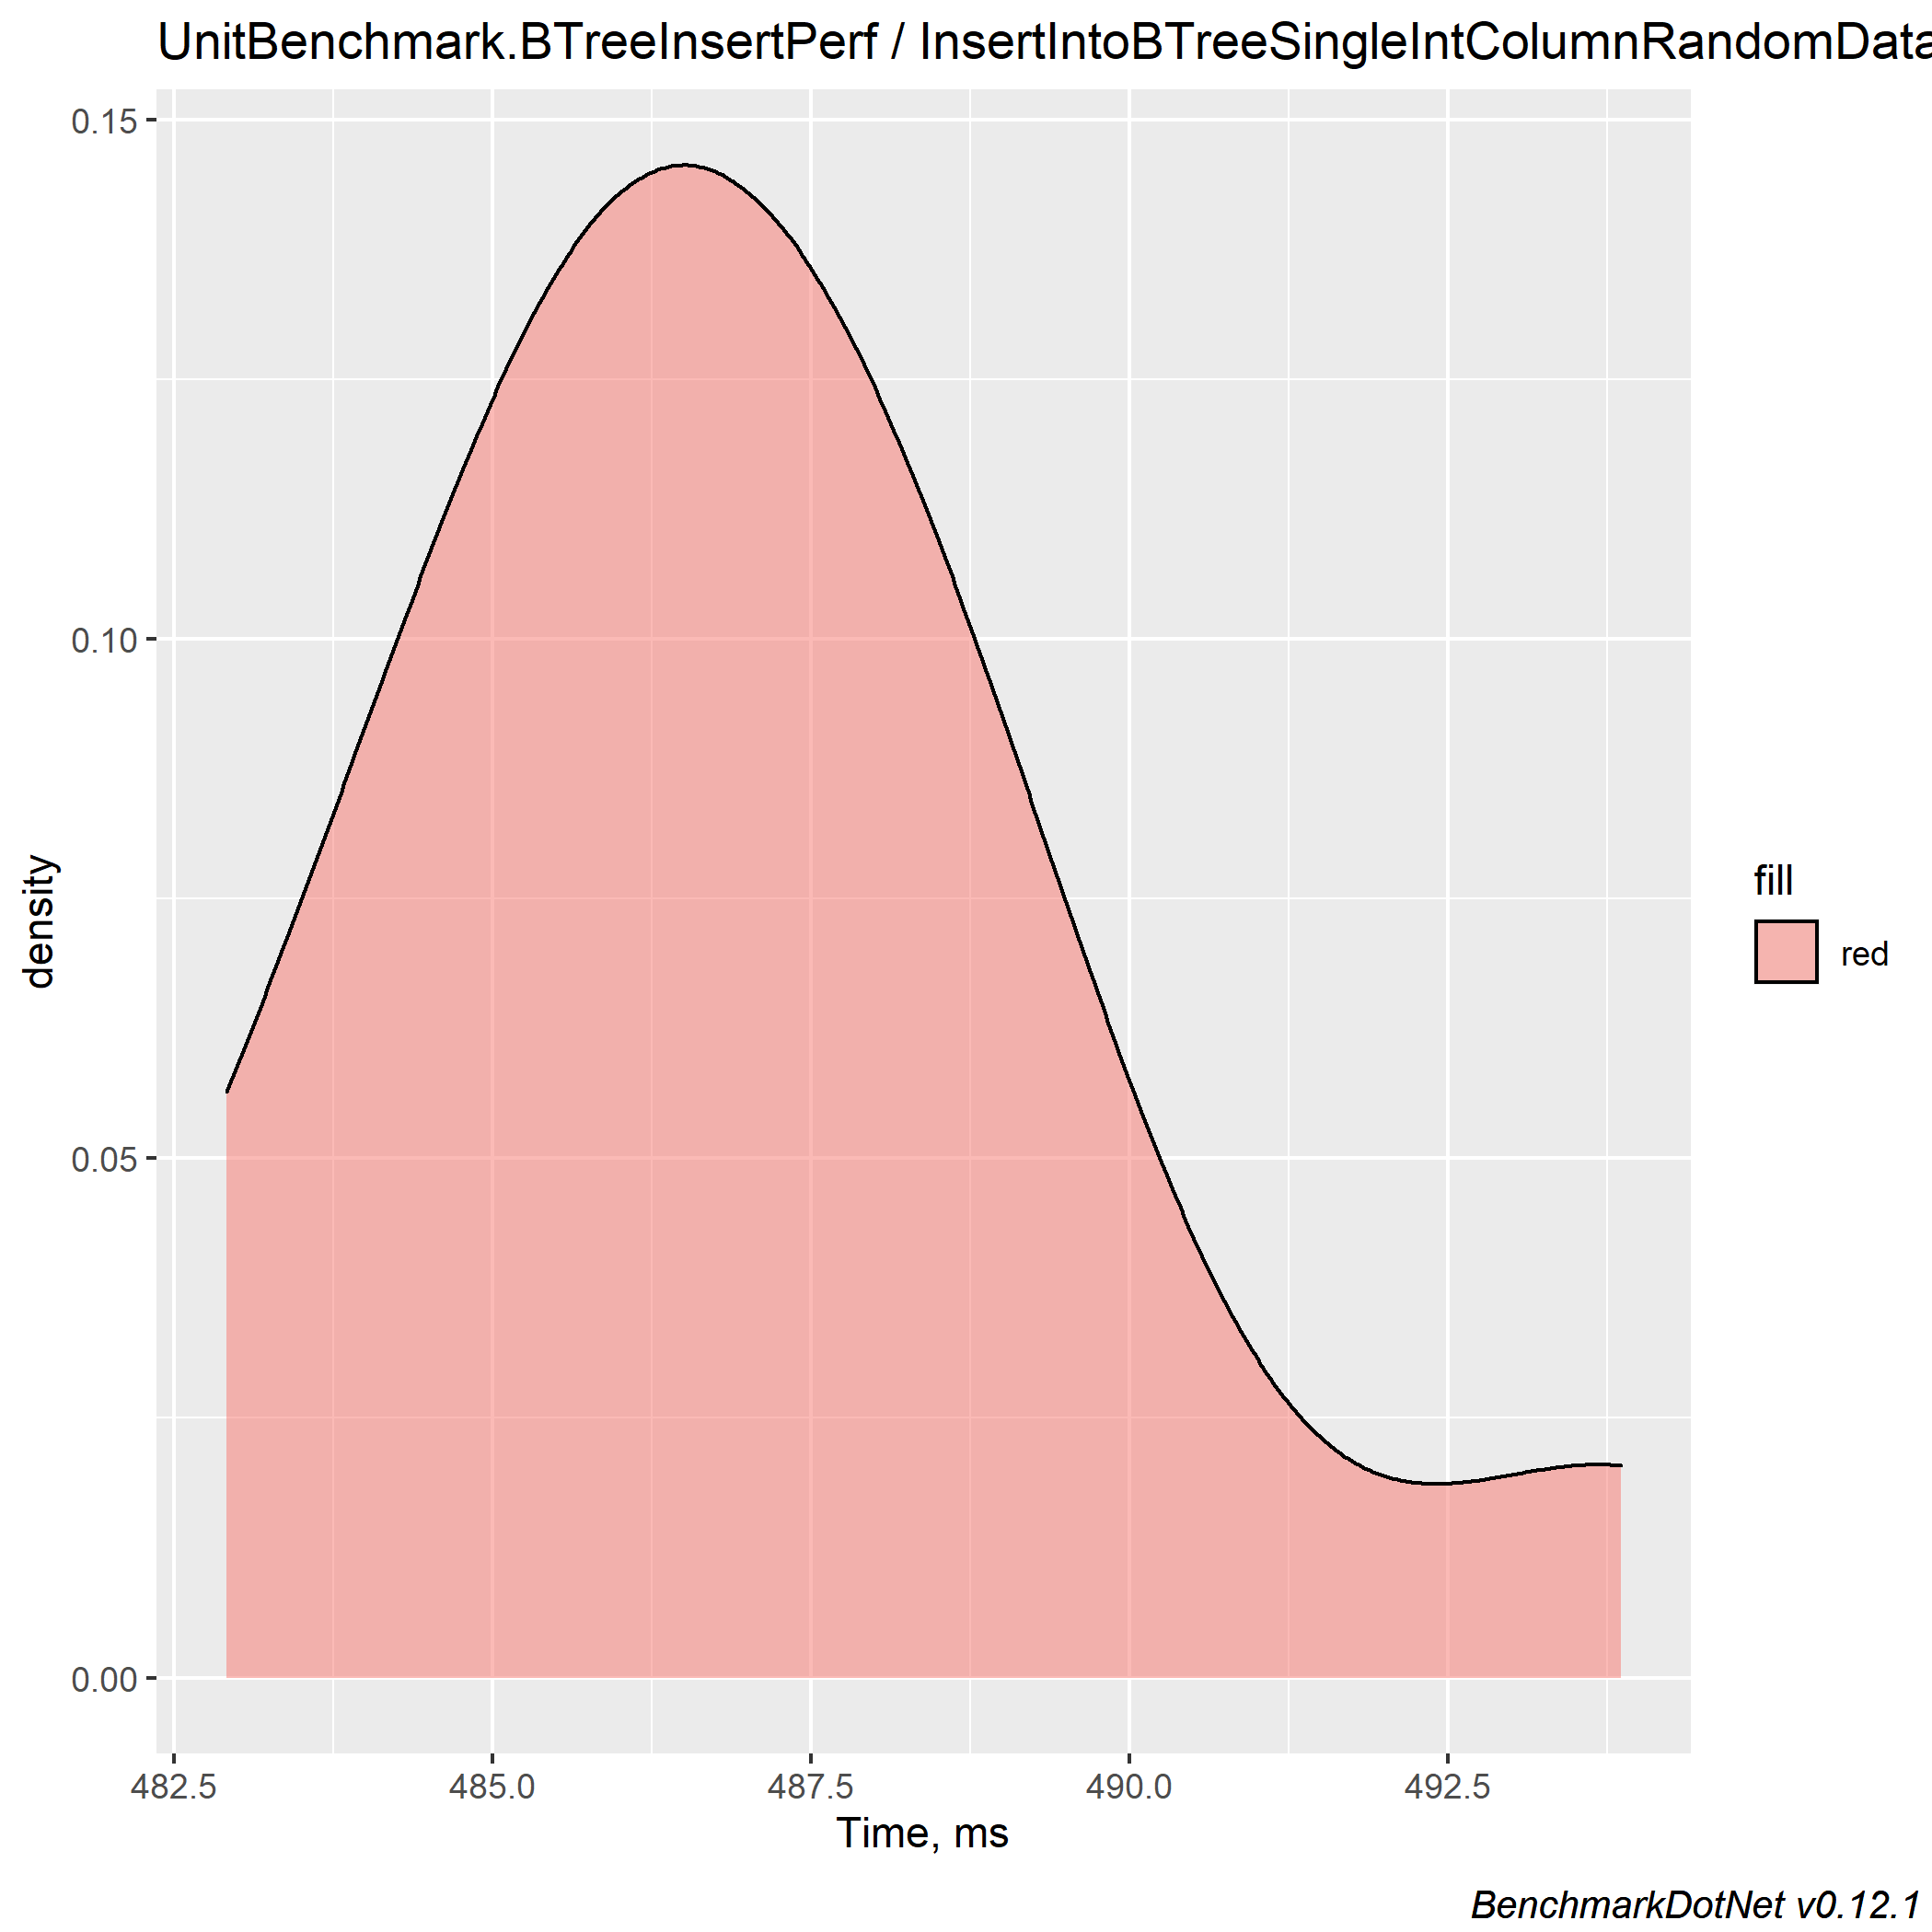 UnitBenchmark.BTreeInsertPerf / InsertIntoBTreeSingleIntColumnRandomData
0.15
0.10
0.05
0.00
density
482.5 485.0 487.5 490.0 492.5
Time, ms
fill
red
BenchmarkDotNet v0.12.1